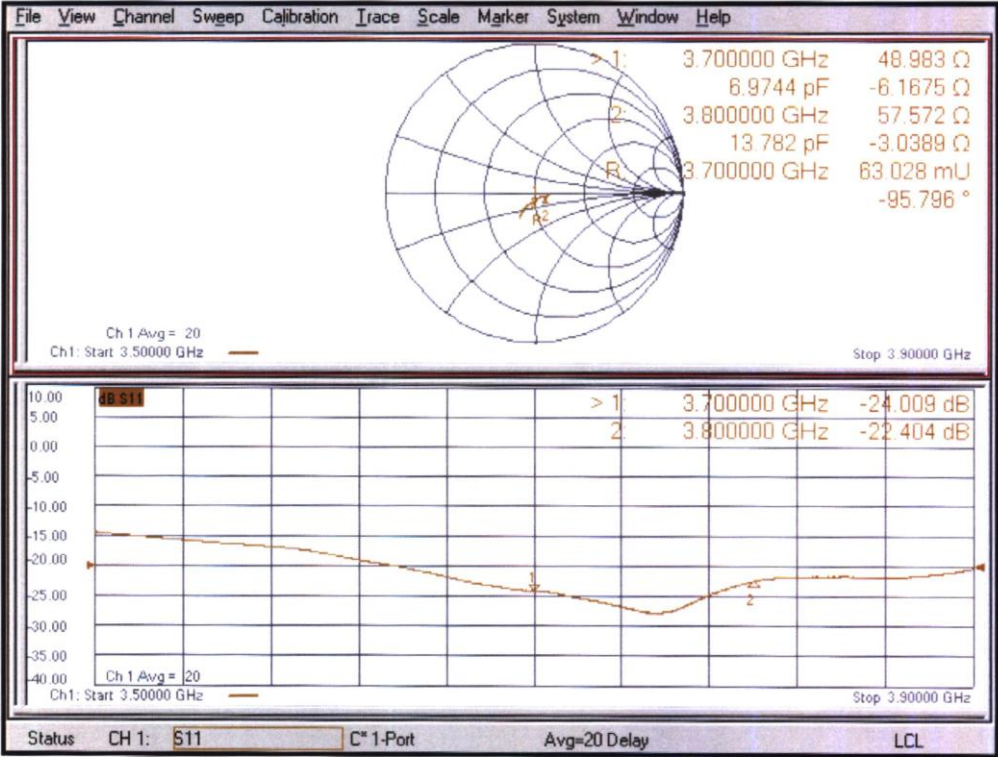 File View Channel Sweep Calibration Trace Scale Marker System Window Help
> 1: 3.700000 GHz 48.983 Ω
6.9744 pF -6.1675 Ω
2: 3.800000 GHz 57.572 Ω
13.782 pF -3.0389 Ω
R: 3.700000 GHz 63.028 mU
-95.796 °
1
R 2
Ch 1 Avg = 20
Ch1: Start 3.50000 GHz
Stop 3.90000 GHz
10.00
dB S11
> 1: 3.700000 GHz -24.009 dB
5.00
2: 3.800000 GHz -22.404 dB
0.00
-5.00
-10.00
-15.00
-20.00
1
-25.00
2
-30.00
-35.00
-40.00
Ch 1 Avg = 20
Ch1: Start 3.50000 GHz
Stop 3.90000 GHz
Status CH 1: S11 C* 1-Port Avg=20 Delay LCL